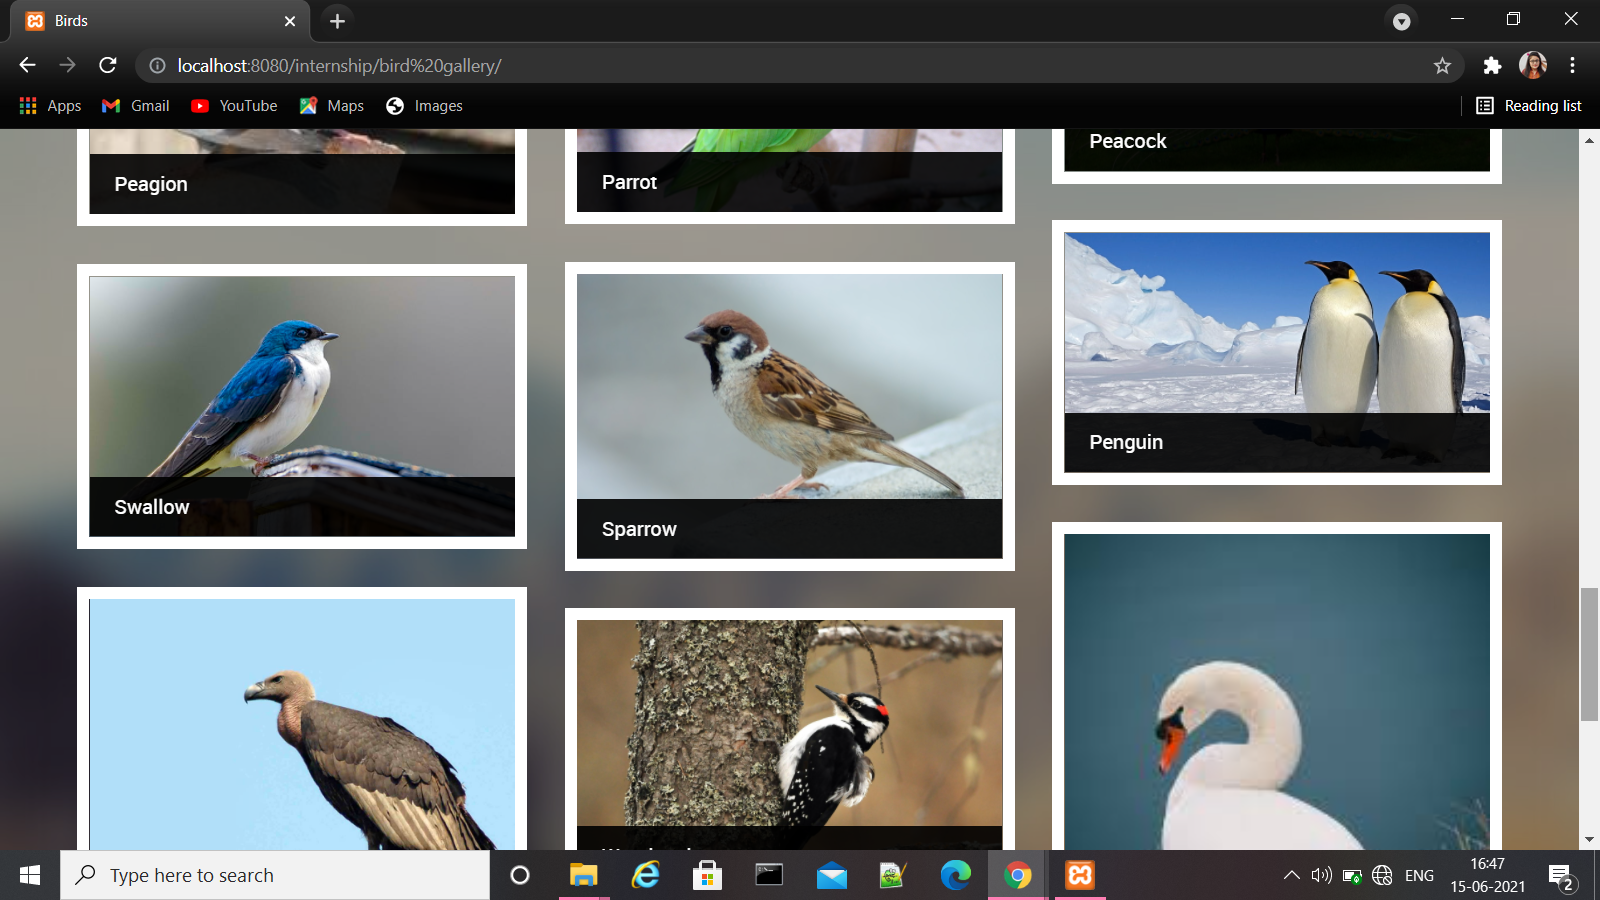 Birds
localhost:8080/internship/bird%20gallery/
Apps
Gmail
YouTube
Maps
Images
Reading list
Peagion
Parrot
Peacock
Swallow
Sparrow
Penguin
Type here to search
ENG
16:47
15-06-2021
2